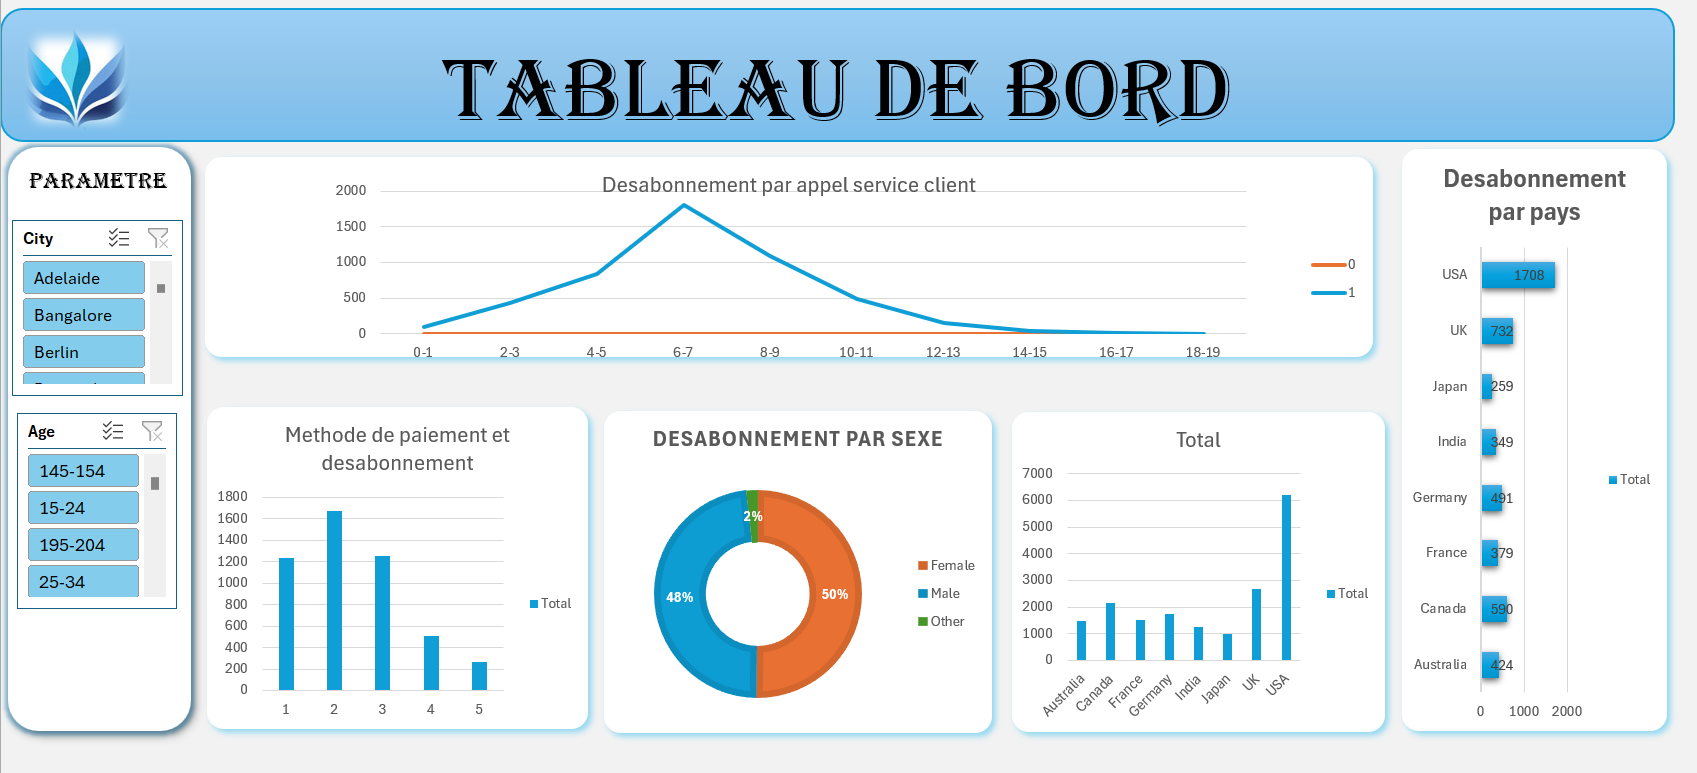 TABLEAU DE BORD
PARAMETRE
City
Adelaide
Bangalore
Berlin
Age
145-154
15-24
195-204
25-34
Desabonnement par appel service client
2000
1500
1000
500
0
0-1 2-3 4-5 6-7 8-9 10-11 12-13 14-15 16-17 18-19
0
1
Methode de paiement et
desabonnement
1800
1600
1400
1200
1000
800
600
400
200
0
1 2 3 4 5
Total
DESABONNEMENT PAR SEXE
2%
48%
50%
Female
Male
Other
Total
7000
6000
5000
4000
3000
2000
1000
0
Australia Canada France Germany India Japan UK USA
Total
Desabonnement
par pays
USA 1708
UK 732
Japan 259
India 349
Germany 491
France 379
Canada 590
Australia 424
0 1000 2000
Total